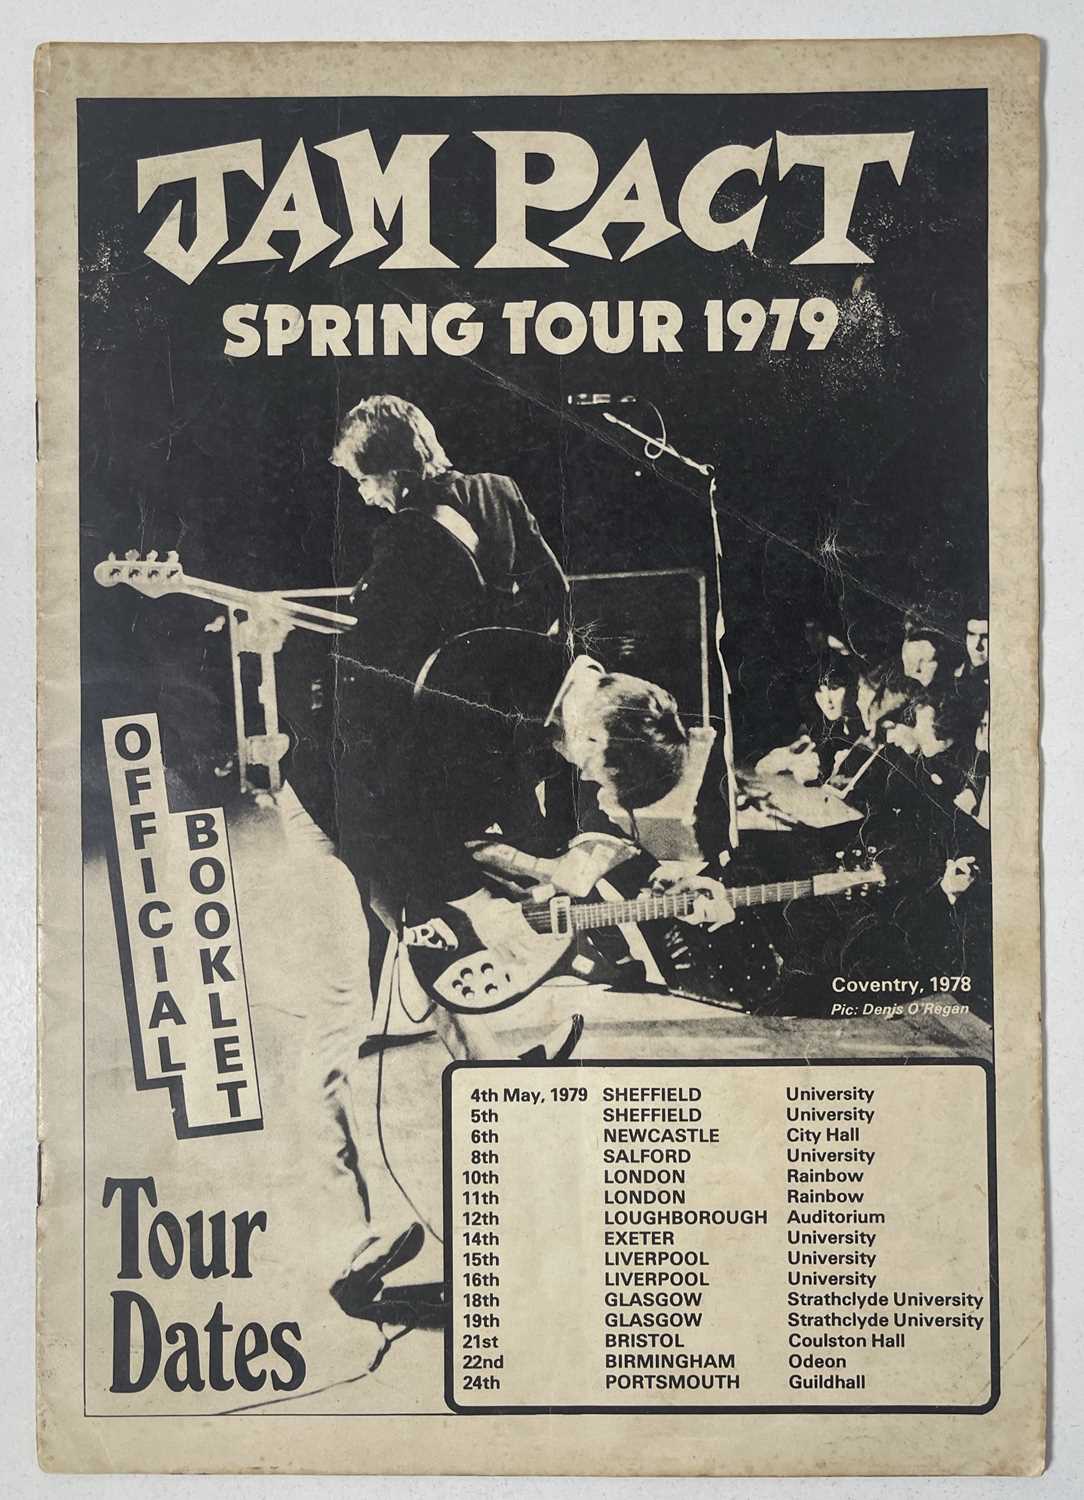 JAM PACT
SPRING TOUR 1979
OFFICIAL
BOOKLET
Coventry, 1978
Pic: Denis O'Regan
Tour
Dates
4th May, 1979 SHEFFIELD University
5th SHEFFIELD University
6th NEWCASTLE City Hall
8th SALFORD University
10th LONDON Rainbow
11th LONDON Rainbow
12th LOUGHBOROUGH Auditorium
14th EXETER University
15th LIVERPOOL University
16th LIVERPOOL University
18th GLASGOW Strathclyde University
19th GLASGOW Strathclyde University
21st BRISTOL Coulston Hall
22nd BIRMINGHAM Odeon
24th PORTSMOUTH Guildhall